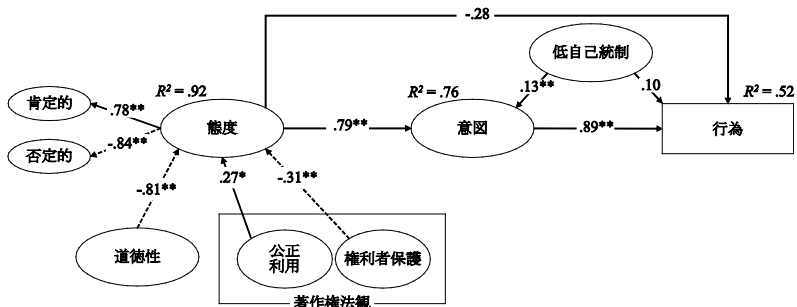 -.28
低自己統制
R² = .92
R² = .76
R² = .52
肯定的
.78**
.13**
.10
態度
.79**
意図
.89**
行為
否定的
-.84**
-.81**
.27*
-.31**
道徳性
公正
利用
権利者保護
著作権法観